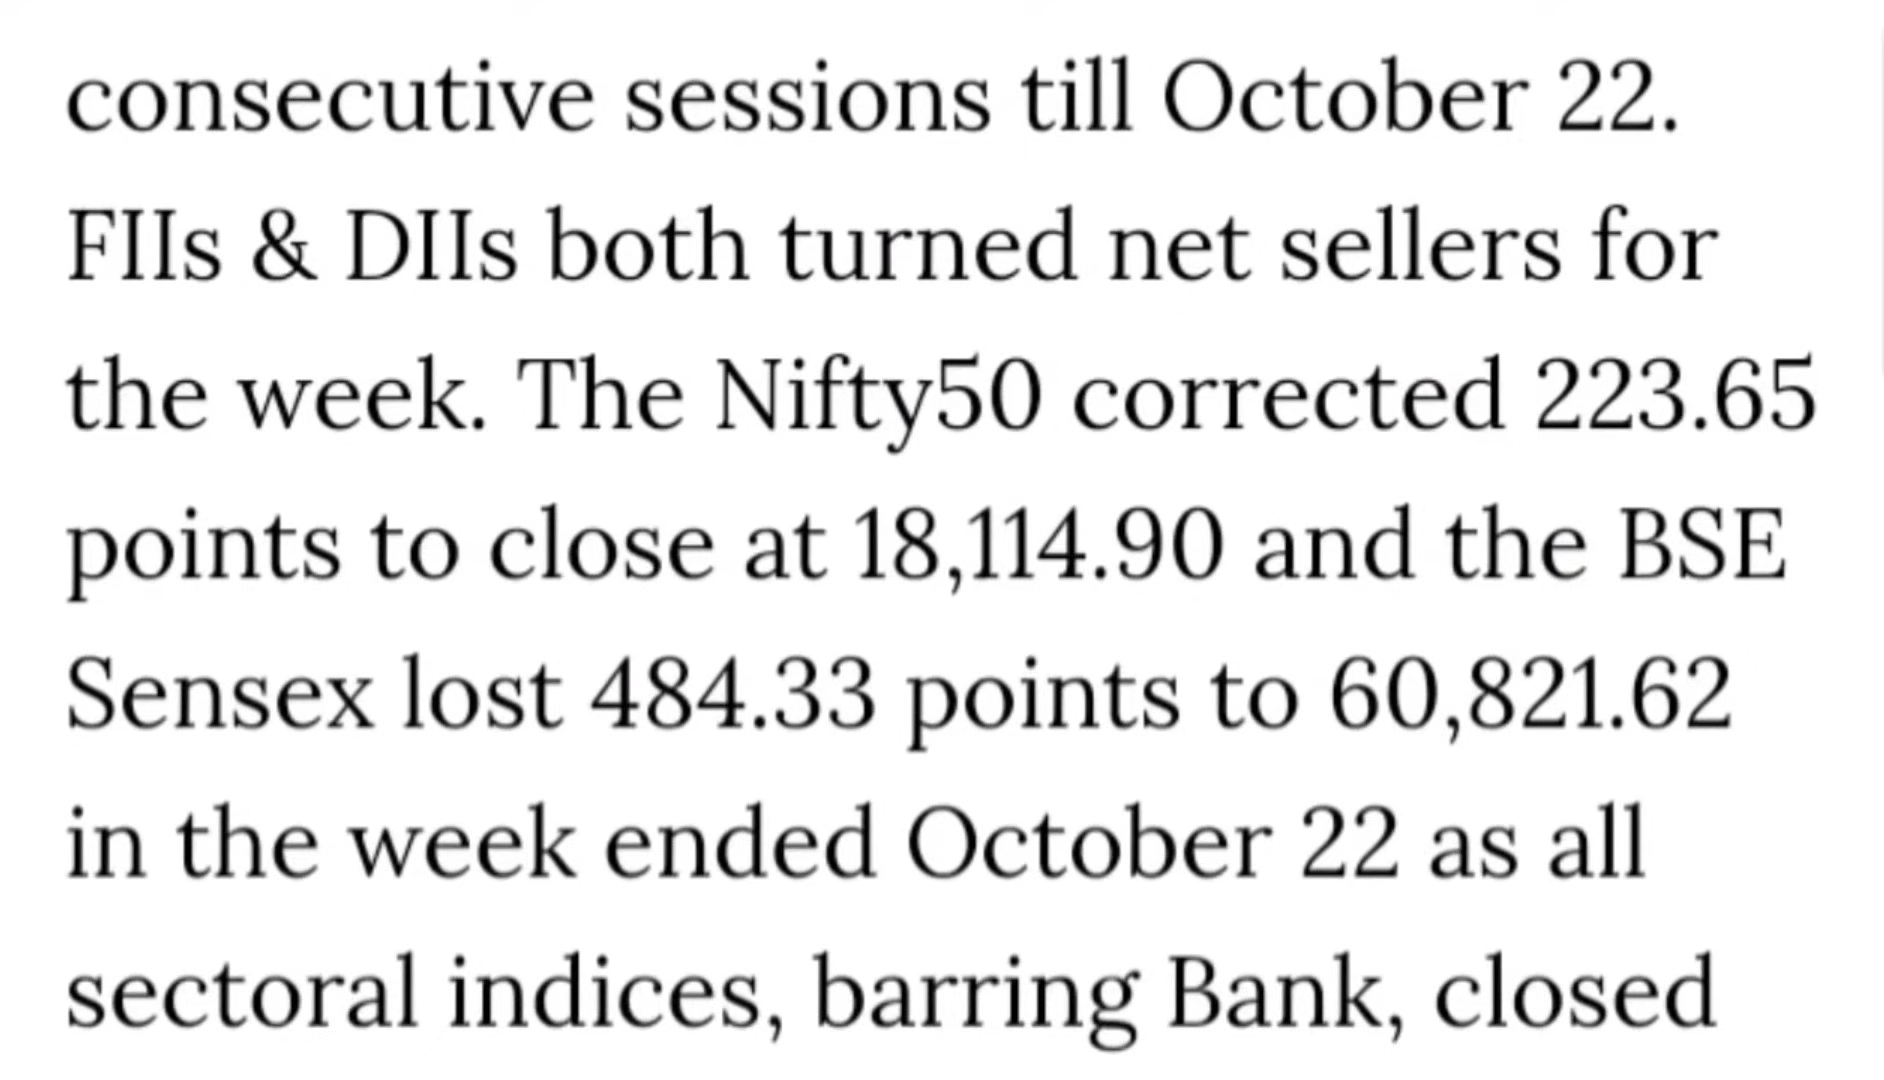 consecutive sessions till October 22.
FIIs & DIIs both turned net sellers for
the week. The Nifty50 corrected 223.65
points to close at 18,114.90 and the BSE
Sensex lost 484.33 points to 60,821.62
in the week ended October 22 as all
sectoral indices, barring Bank, closed